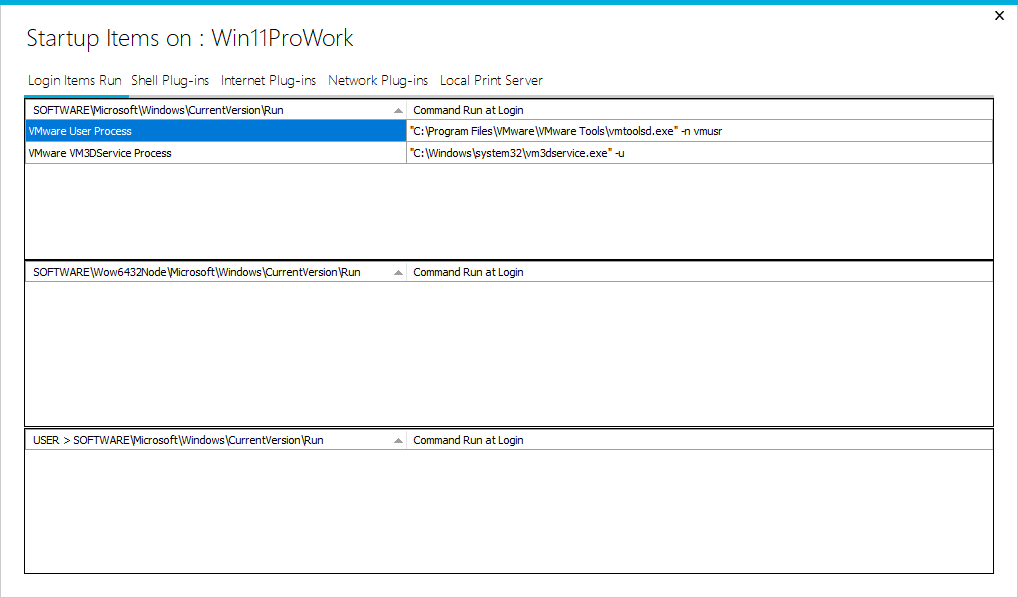 Startup Items on : Win11ProWork
Login Items Run Shell Plug-ins Internet Plug-ins Network Plug-ins Local Print Server
SOFTWARE\Microsoft\Windows\CurrentVersion\Run Command Run at Login
VMware User Process "C:\Program Files\VMware\VMware Tools\vmtoolsd.exe" -n vmusr
VMware VM3DService Process "C:\Windows\system32\vm3dservice.exe" -u
SOFTWARE\Wow6432Node\Microsoft\Windows\CurrentVersion\Run Command Run at Login
USER > SOFTWARE\Microsoft\Windows\CurrentVersion\Run Command Run at Login